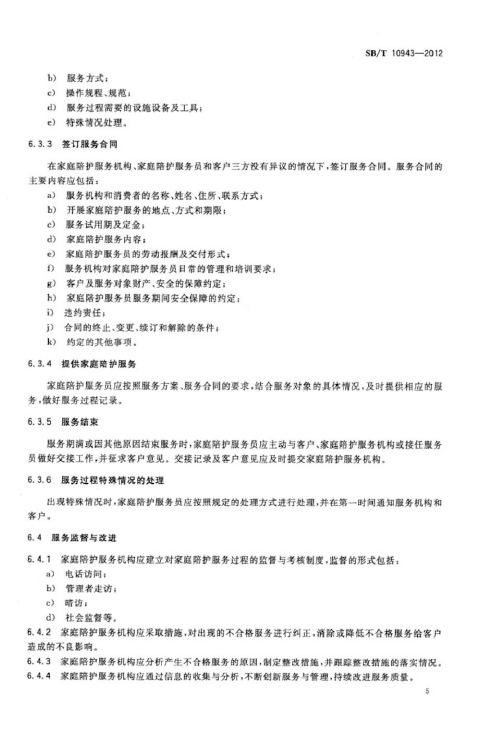 SB/T 10943—2012
b) 服务方式;
c) 操作规程、规范;
d) 服务过程需要的设施设备及工具;
e) 特殊情况处理。
6.3.3 签订服务合同
在家庭陪护服务机构、家庭陪护服务员和客户三方没有异议的情况下,签订服务合同。服务合同的
主要内容应包括:
a) 服务机构和消费者的名称、姓名、住所、联系方式;
b) 开展家庭陪护服务的地点、方式和期限;
c) 服务试用期及定金;
d) 家庭陪护服务内容;
e) 家庭陪护服务员的劳动报酬及交付形式;
f) 服务机构对家庭陪护服务员日常的管理和培训要求;
g) 客户及服务对象财产、安全的保障约定;
h) 家庭陪护服务员服务期间安全保障的约定;
i) 违约责任;
j) 合同的终止、变更、续订和解除的条件;
k) 约定的其他事项。
6.3.4 提供家庭陪护服务
家庭陪护服务员应按照服务方案、服务合同的要求,结合服务对象的具体情况,及时提供相应的服
务,做好服务过程记录。
6.3.5 服务结束
服务期满或因其他原因结束服务时,家庭陪护服务员应主动与客户、家庭陪护服务机构或接任服务
员做好交接工作,并征求客户意见。交接记录及客户意见应及时提交家庭陪护服务机构。
6.3.6 服务过程特殊情况的处理
出现特殊情况时,家庭陪护服务员应按照规定的处理方式进行处理,并在第一时间通知服务机构和
客户。
6.4 服务监督与改进
6.4.1 家庭陪护服务机构应建立对家庭陪护服务过程的监督与考核制度,监督的形式包括:
a) 电话访问;
b) 管理者走访;
c) 暗访;
d) 社会监督等。
6.4.2 家庭陪护服务机构应采取措施,对出现的不合格服务进行纠正,消除或降低不合格服务给客户
造成的不良影响。
6.4.3 家庭陪护服务机构应分析产生不合格服务的原因,制定整改措施,并跟踪整改措施的落实情况。
6.4.4 家庭陪护服务机构应通过信息的收集与分析,不断创新服务与管理,持续改进服务质量。
5